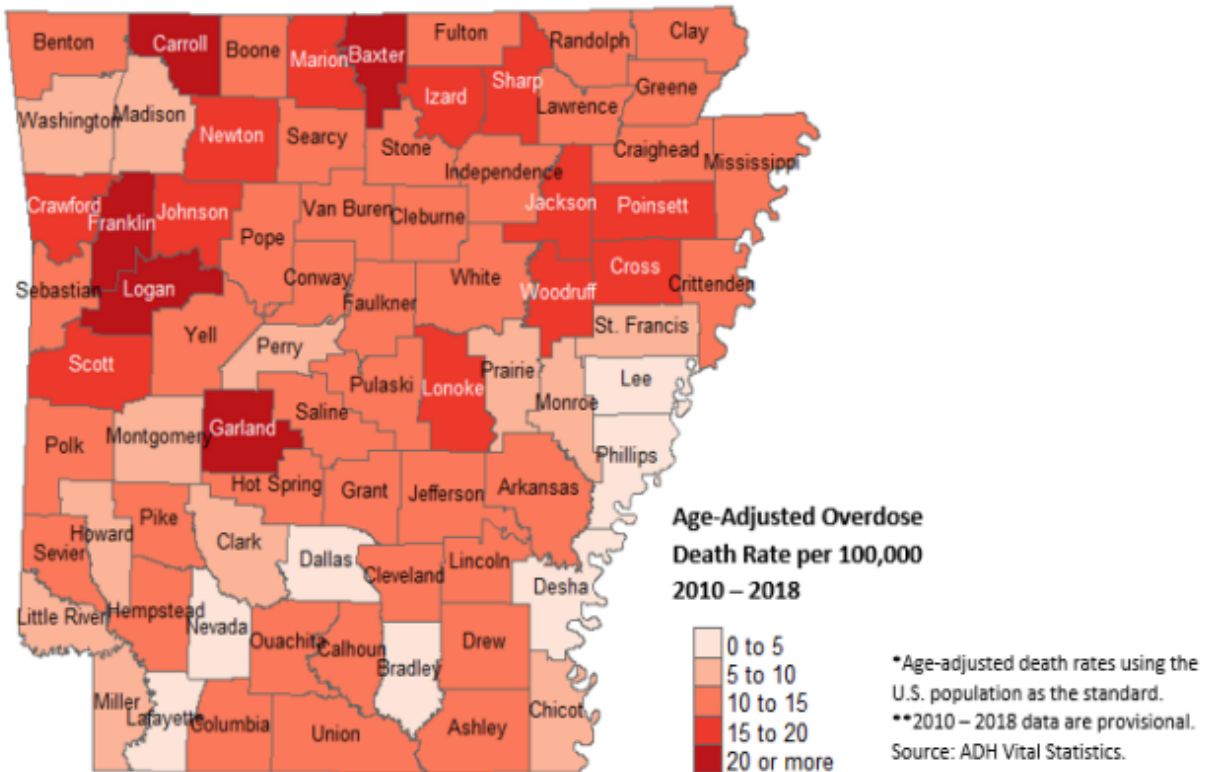 Benton
Carroll
Boone
Marion
Baxter
Fulton
Randolph
Clay
Washington
Madison
Newton
Searcy
Stone
Izard
Sharp
Lawrence
Greene
Independence
Craighead
Mississippi
Crawford
Franklin
Johnson
Pope
Van Buren
Cleburne
Jackson
Poinsett
Sebastian
Logan
Conway
Faulkner
White
Woodruff
Cross
Crittenden
St. Francis
Scott
Yell
Perry
Pulaski
Lonoke
Prairie
Monroe
Lee
Phillips
Polk
Montgomery
Garland
Saline
Hot Spring
Grant
Jefferson
Arkansas
Howard
Pike
Clark
Dallas
Sevier
Cleveland
Lincoln
Desha
Little River
Hempstead
Nevada
Ouachita
Calhoun
Bradley
Drew
Miller
Lafayette
Columbia
Union
Ashley
Chicot
Age-Adjusted Overdose
Death Rate per 100,000
2010 – 2018
0 to 5
5 to 10
10 to 15
15 to 20
20 or more
*Age-adjusted death rates using the
U.S. population as the standard.
**2010 – 2018 data are provisional.
Source: ADH Vital Statistics.